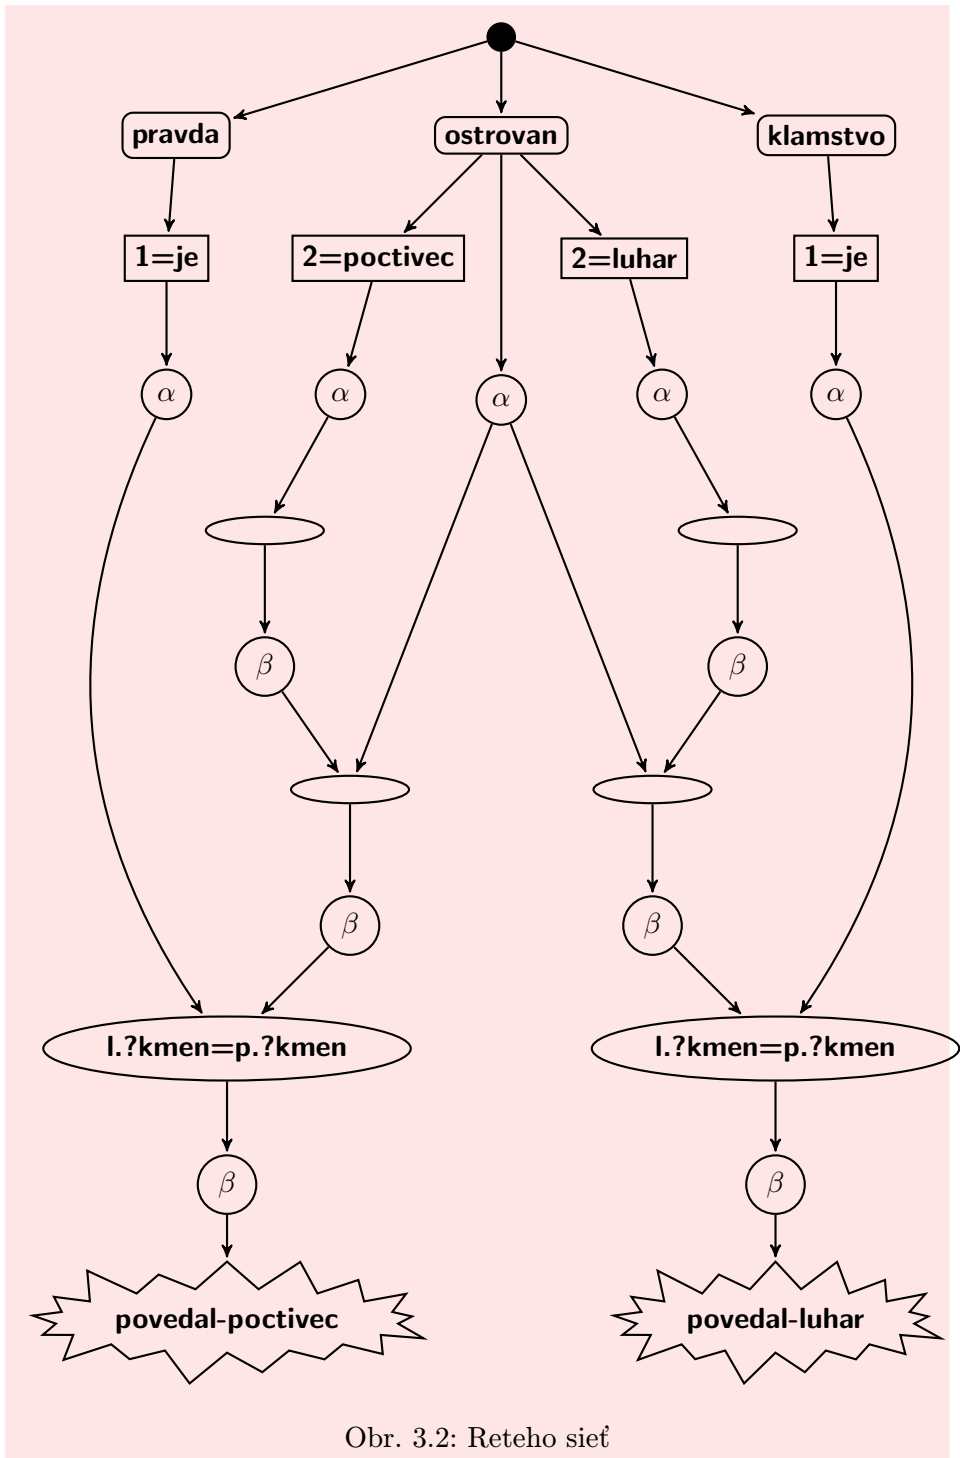 pravda ostrovan klamstvo
1=je 2=poctivec 2=luhar 1=je
α α α α α
β β
β β
l.?kmen=p.?kmen l.?kmen=p.?kmen
β β
povedal-poctivec povedal-luhar
Obr. 3.2: Reteho sieť